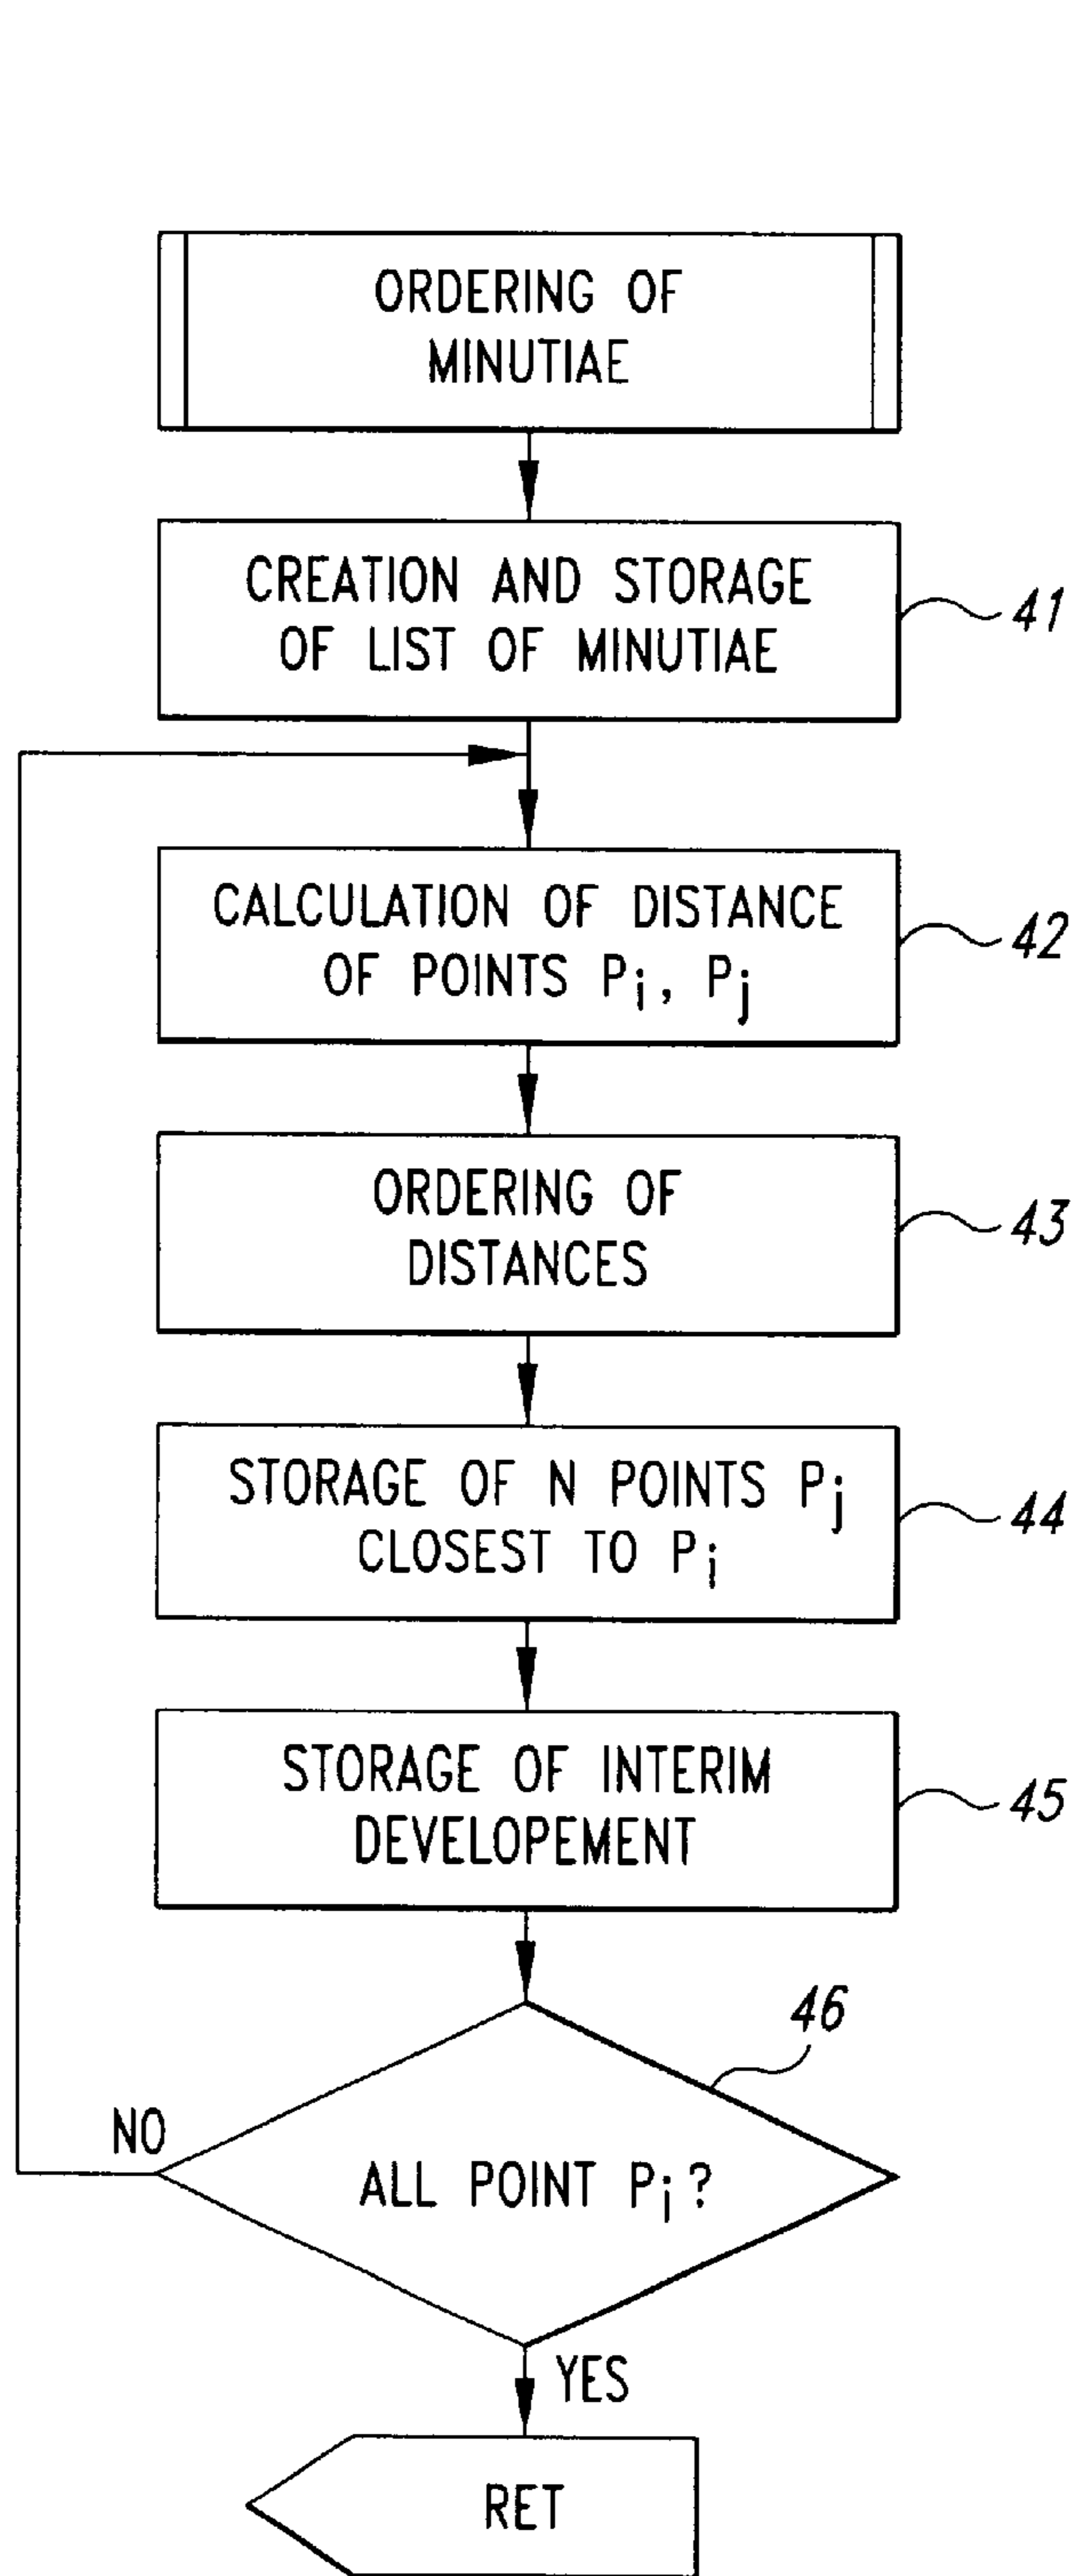 ORDERING OF
MINUTIAE
CREATION AND STORAGE
OF LIST OF MINUTIAE
41
CALCULATION OF DISTANCE
OF POINTS Pi, Pj
42
ORDERING OF
DISTANCES
43
STORAGE OF N POINTS Pj
CLOSEST TO Pi
44
STORAGE OF INTERIM
DEVELOPEMENT
45
46
NO
ALL POINT Pi?
YES
RET